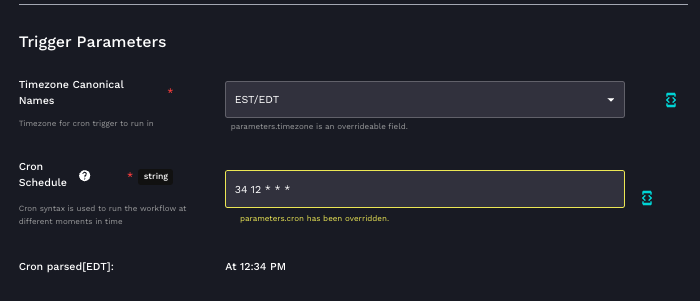 Trigger Parameters
Timezone Canonical
Names
*
EST/EDT
Timezone for cron trigger to run in
parameters.timezone is an overrideable field.
Cron
Schedule
?
* string
34 12 * * *
Cron syntax is used to run the workflow at
different moments in time
parameters.cron has been overridden.
Cron parsed[EDT]:
At 12:34 PM